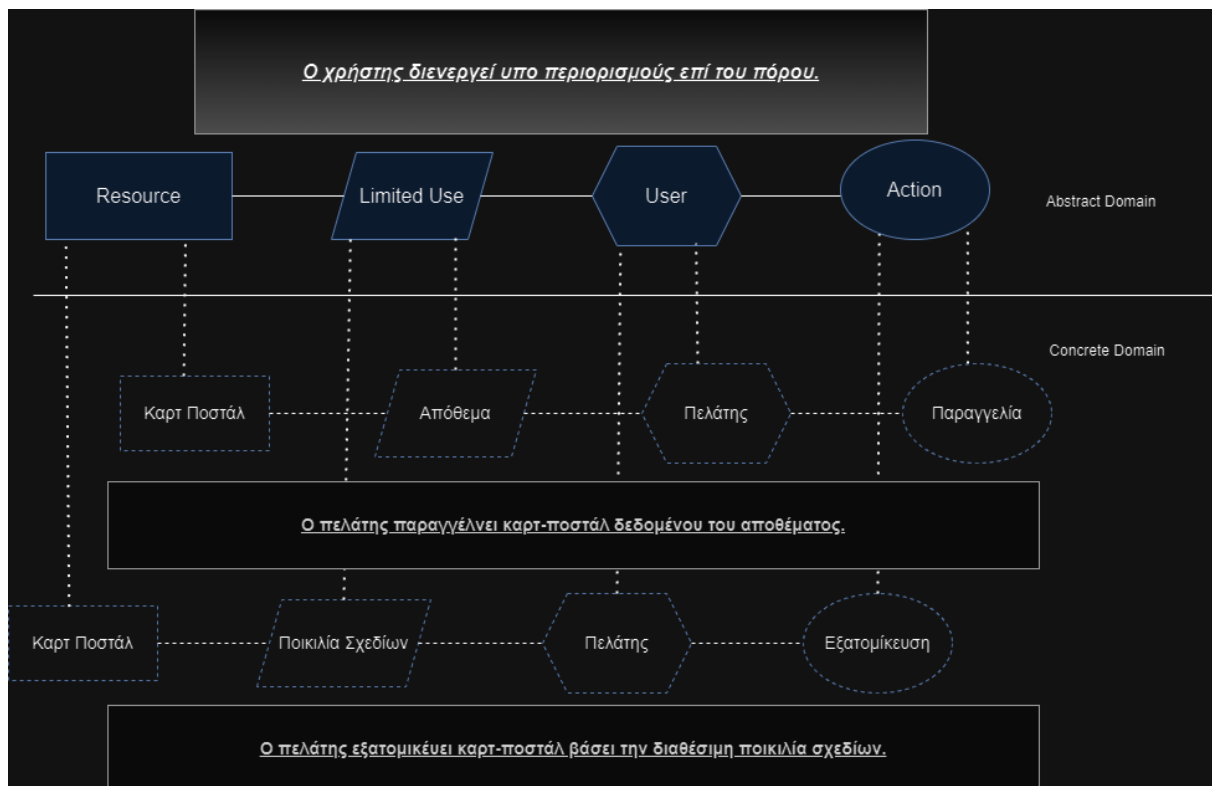 Ο χρήστης διενεργεί υπο περιορισμούς επί του πόρου.
Resource
Limited Use
User
Action
Abstract Domain
Concrete Domain
Καρτ Ποστάλ
Απόθεμα
Πελάτης
Παραγγελία
Ο πελάτης παραγγέλνει καρτ-ποστάλ δεδομένου του αποθέματος.
Καρτ Ποστάλ
Ποικιλία Σχεδίων
Πελάτης
Εξατομίκευση
Ο πελάτης εξατομικέυει καρτ-ποστάλ βάσει την διαθέσιμη ποικιλία σχεδίων.